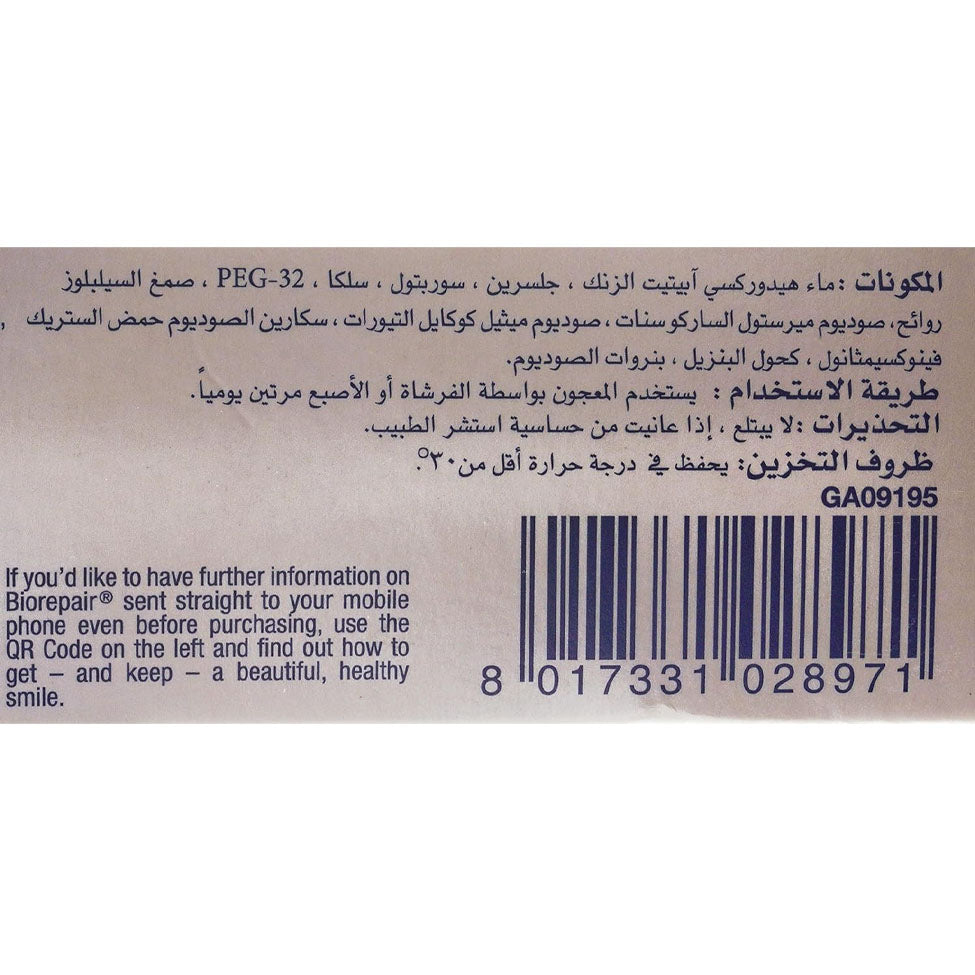 المكونات : ماء هيدوركسي آبيتيت الزنك ، جلسرين ، سوربتول ، سلكا ، PEG-32 ، صمغ السيلبلوز
روائح، صوديوم ميرستول الساركوسنات ، صوديوم ميثيل كوكايل التيورات ، سكارين الصوديوم حمض الستريك ,
فينوكسيمثانول ، كحول البنزيل ، بنروات الصوديوم.
طريقة الاستخدام : يستخدم المعجون بواسطة الفرشاة أو الأصبع مرتين يومياً.
التحذيرات : لا يبتلع ، إذا عانيت من حساسية استشر الطبيب.
ظروف التخزين: يحفظ في درجة حرارة أقل من ٣٠°.
GA09195
If you'd like to have further information on
Biorepair® sent straight to your mobile
phone even before purchasing, use the
QR Code on the left and find out how to
get – and keep – a beautiful, healthy
smile.
8 017331 028971